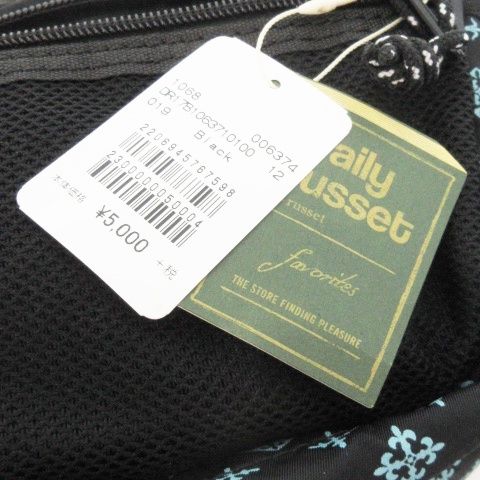 1068 006374
DR17B1063710100 12
019 Black
2206945767598
2300000050004
本体価格
¥5,000
+税
aily
usset
russet
favorites
THE STORE FINDING PLEASURE